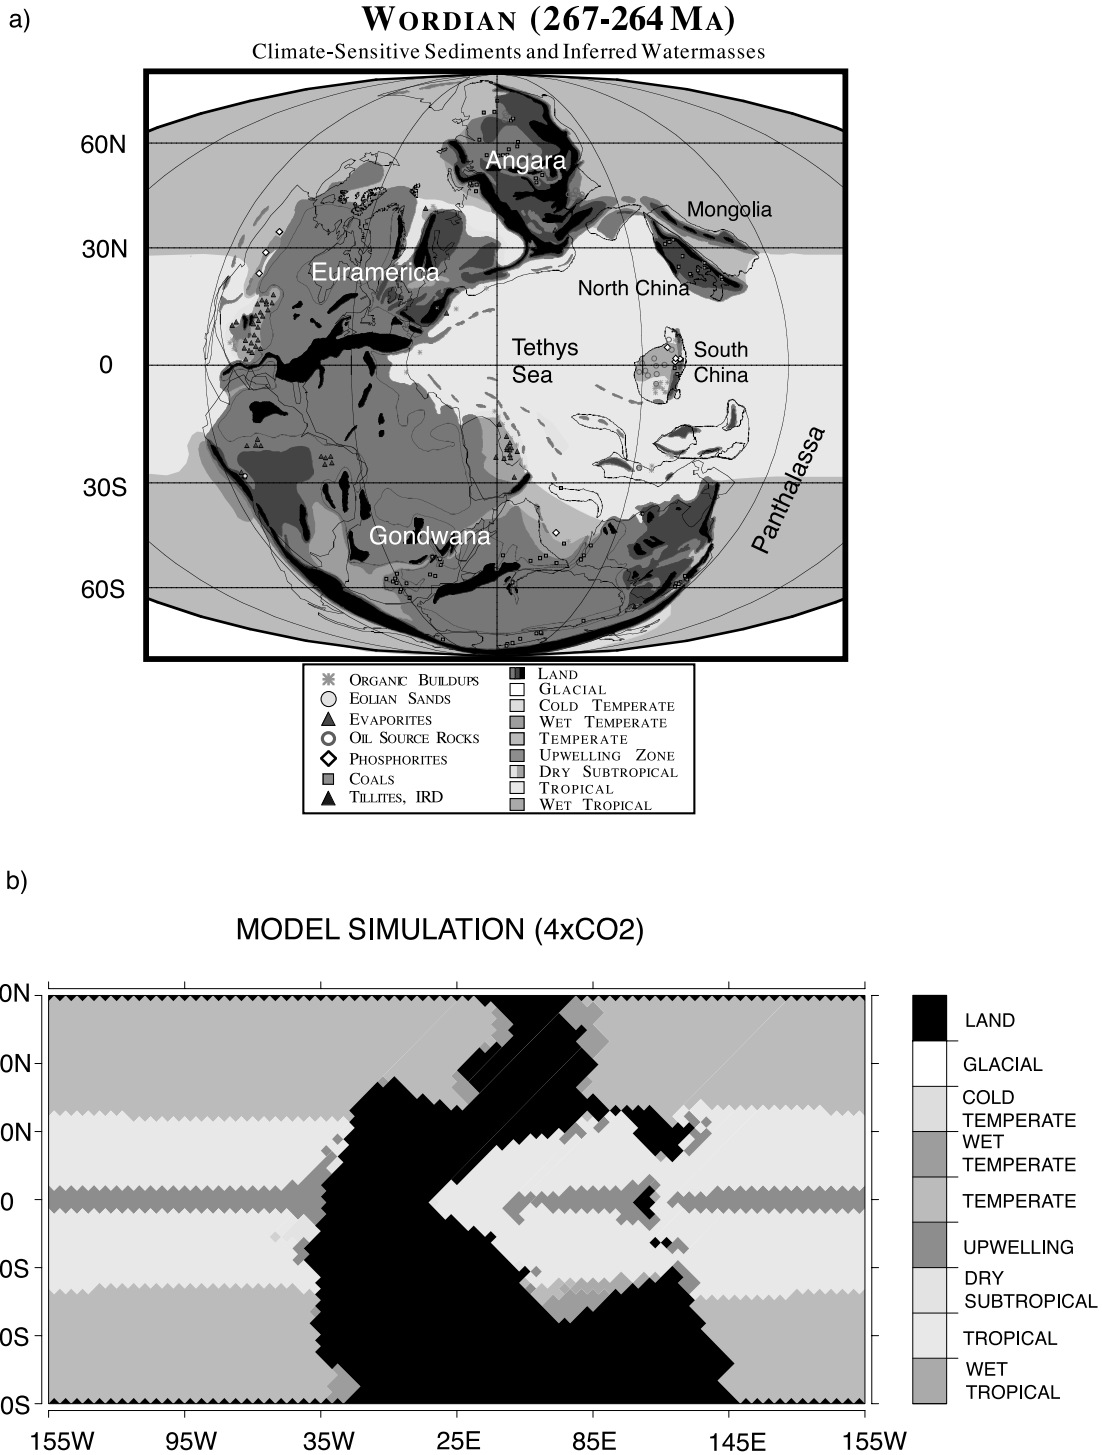 a)
WORDIAN (267-264 MA)
Climate-Sensitive Sediments and Inferred Watermasses
60N
30N
0
30S
60S
Angara
Mongolia
Euramerica
North China
Tethys
Sea
South
China
Gondwana
Panthalassa
ORGANIC BUILDUPS
EOLIAN SANDS
EVAPORITES
OIL SOURCE ROCKS
PHOSPHORITES
COALS
TILLITES, IRD
LAND
GLACIAL
COLD TEMPERATE
WET TEMPERATE
TEMPERATE
UPWELLING ZONE
DRY SUBTROPICAL
TROPICAL
WET TROPICAL
b)
MODEL SIMULATION (4xCO2)
0N
0N
0N
0
0S
0S
0S
155W
95W
35W
25E
85E
145E
155W
LAND
GLACIAL
COLD
TEMPERATE
WET
TEMPERATE
TEMPERATE
UPWELLING
DRY
SUBTROPICAL
TROPICAL
WET
TROPICAL